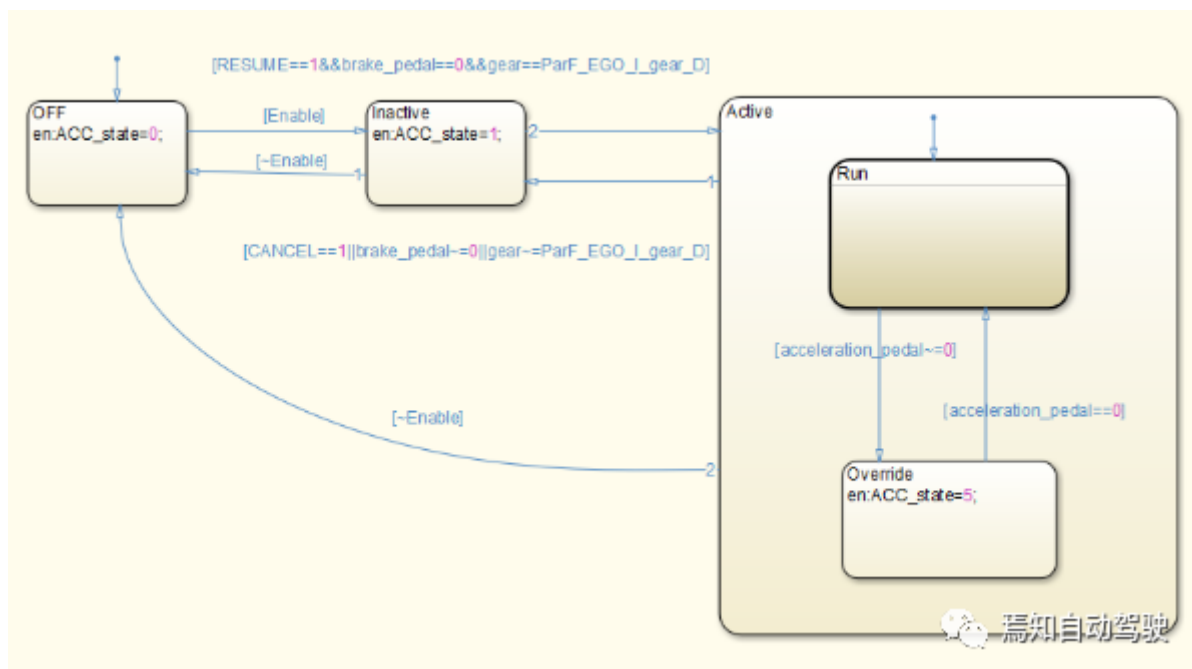 [RESUME==1&&brake_pedal==0&&gear==ParF_EGO_I_gear_D]
OFF
en:ACC_state=0;
[Enable]
[~Enable]
1
Inactive
en:ACC_state=1;
2
1
[CANCEL==1||brake_pedal~=0||gear~=ParF_EGO_I_gear_D]
[~Enable]
2
Active
Run
[acceleration_pedal~=0]
[acceleration_pedal==0]
Override
en:ACC_state=5;
焉知自动驾驶